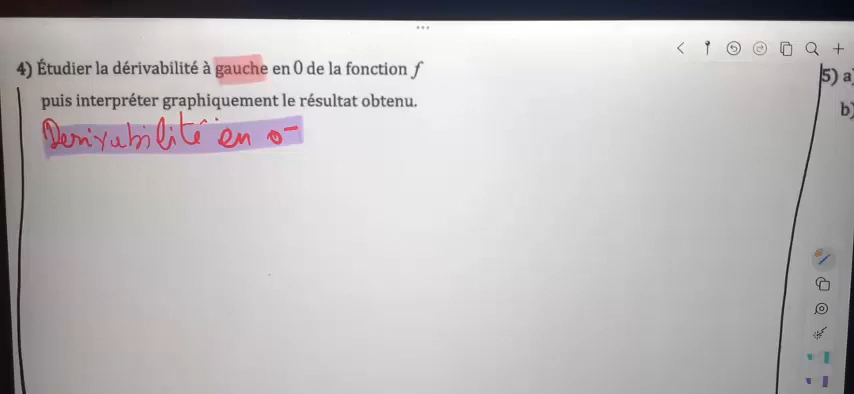 4) Étudier la dérivabilité à gauche en 0 de la fonction f
puis interpréter graphiquement le résultat obtenu.
Derivabilité en 0⁻
5) a)
b)